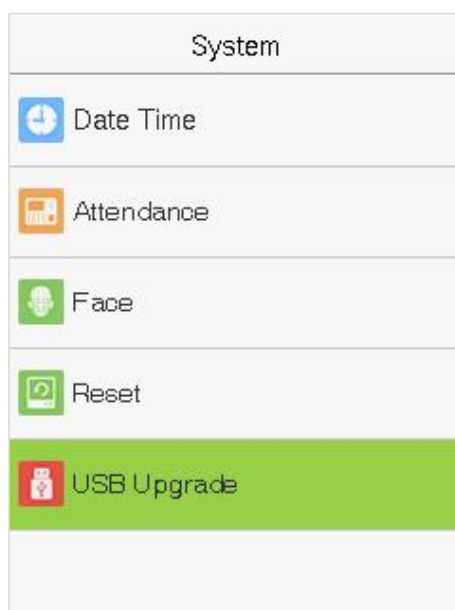 System
Date Time
Attendance
Face
Reset
USB Upgrade